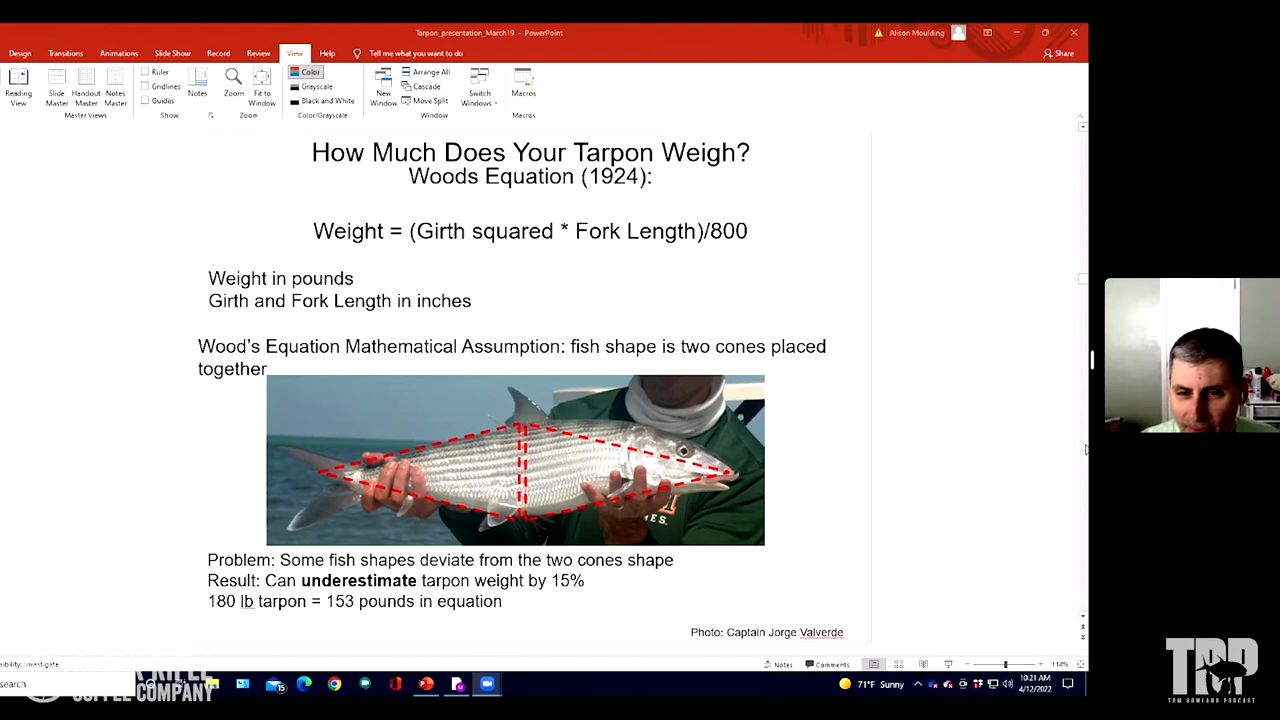 Tarpon_presentation_March19 - PowerPoint
Alison Moulding
Design Transitions Animations Slide Show Record Review View Help Tell me what you want to do
Share
Reading View
Slide Master
Handout Master
Notes Master
Master Views
Ruler
Gridlines
Guides
Show
Notes
Zoom
Fit to Window
Zoom
Color
Grayscale
Black and White
Color/Grayscale
New Window
Arrange All
Cascade
Move Split
Switch Windows
Window
Macros
Macros
How Much Does Your Tarpon Weigh?
Woods Equation (1924):
Weight = (Girth squared * Fork Length)/800
Weight in pounds
Girth and Fork Length in inches
Wood's Equation Mathematical Assumption: fish shape is two cones placed
together
Problem: Some fish shapes deviate from the two cones shape
Result: Can underestimate tarpon weight by 15%
180 lb tarpon = 153 pounds in equation
Photo: Captain Jorge Valverde
Investigate
Notes Comments 114%
search
COMPANY
71°F Sunny
10:21 AM
4/12/2022
TRP
TOM ROWLAND PODCAST